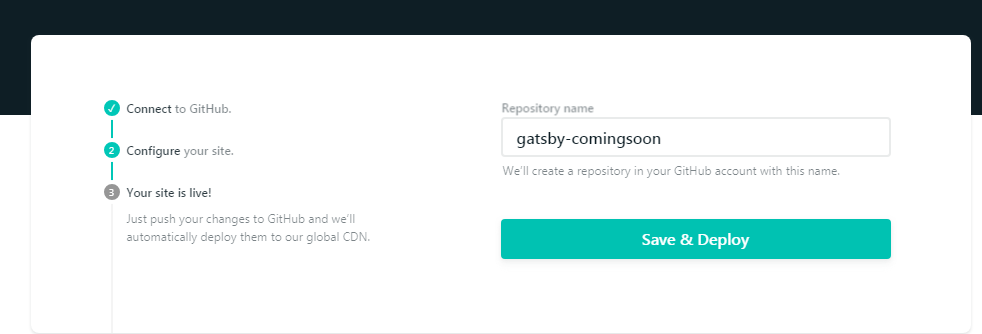 Connect to GitHub.
2
Configure your site.
3
Your site is live!
Just push your changes to GitHub and we'll
automatically deploy them to our global CDN.
Repository name
gatsby-comingsoon
We'll create a repository in your GitHub account with this name.
Save & Deploy